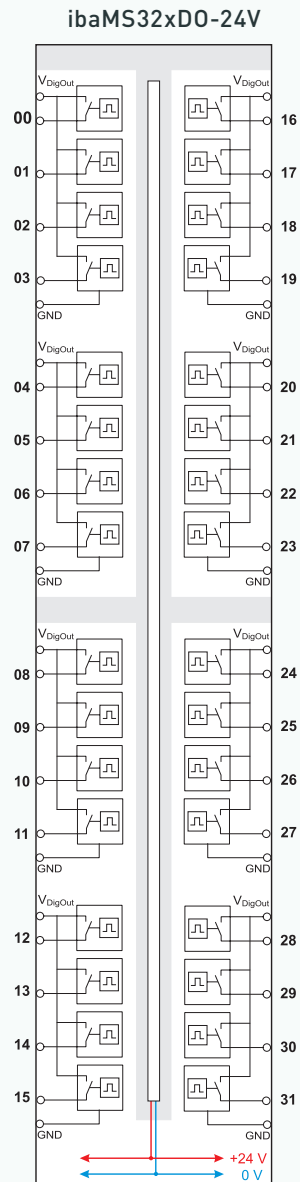 ibaMS32xDO-24V
VDigOut VDigOut
00 16
01 17
02 18
03 19
GND GND
VDigOut VDigOut
04 20
05 21
06 22
07 23
GND GND
VDigOut VDigOut
08 24
09 25
10 26
11 27
GND GND
VDigOut VDigOut
12 28
13 29
14 30
15 31
GND GND
+24 V
0 V